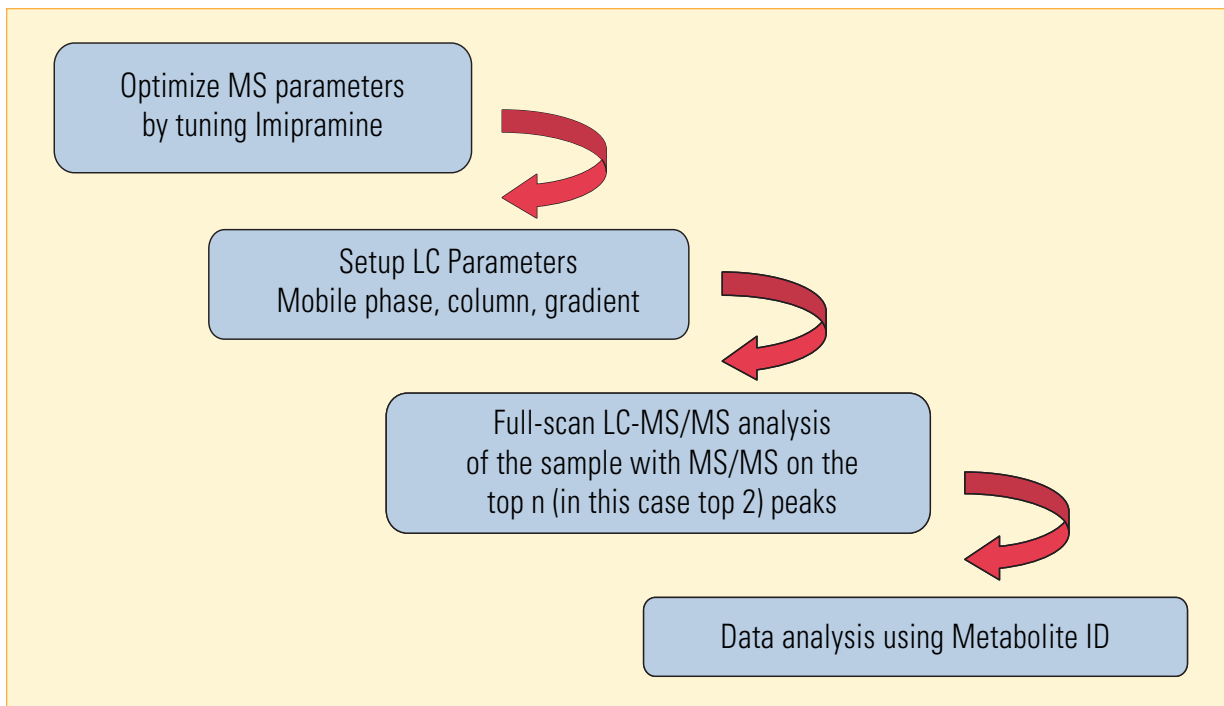 Optimize MS parameters
by tuning Imipramine
Setup LC Parameters
Mobile phase, column, gradient
Full-scan LC-MS/MS analysis
of the sample with MS/MS on the
top n (in this case top 2) peaks
Data analysis using Metabolite ID